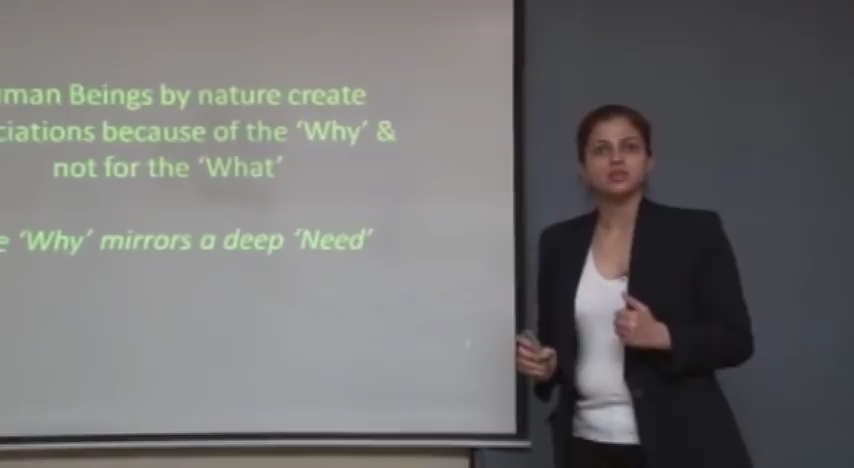 uman Beings by nature create
ciations because of the ‘Why’ &
not for the ‘What’
e ‘Why’ mirrors a deep ‘Need’